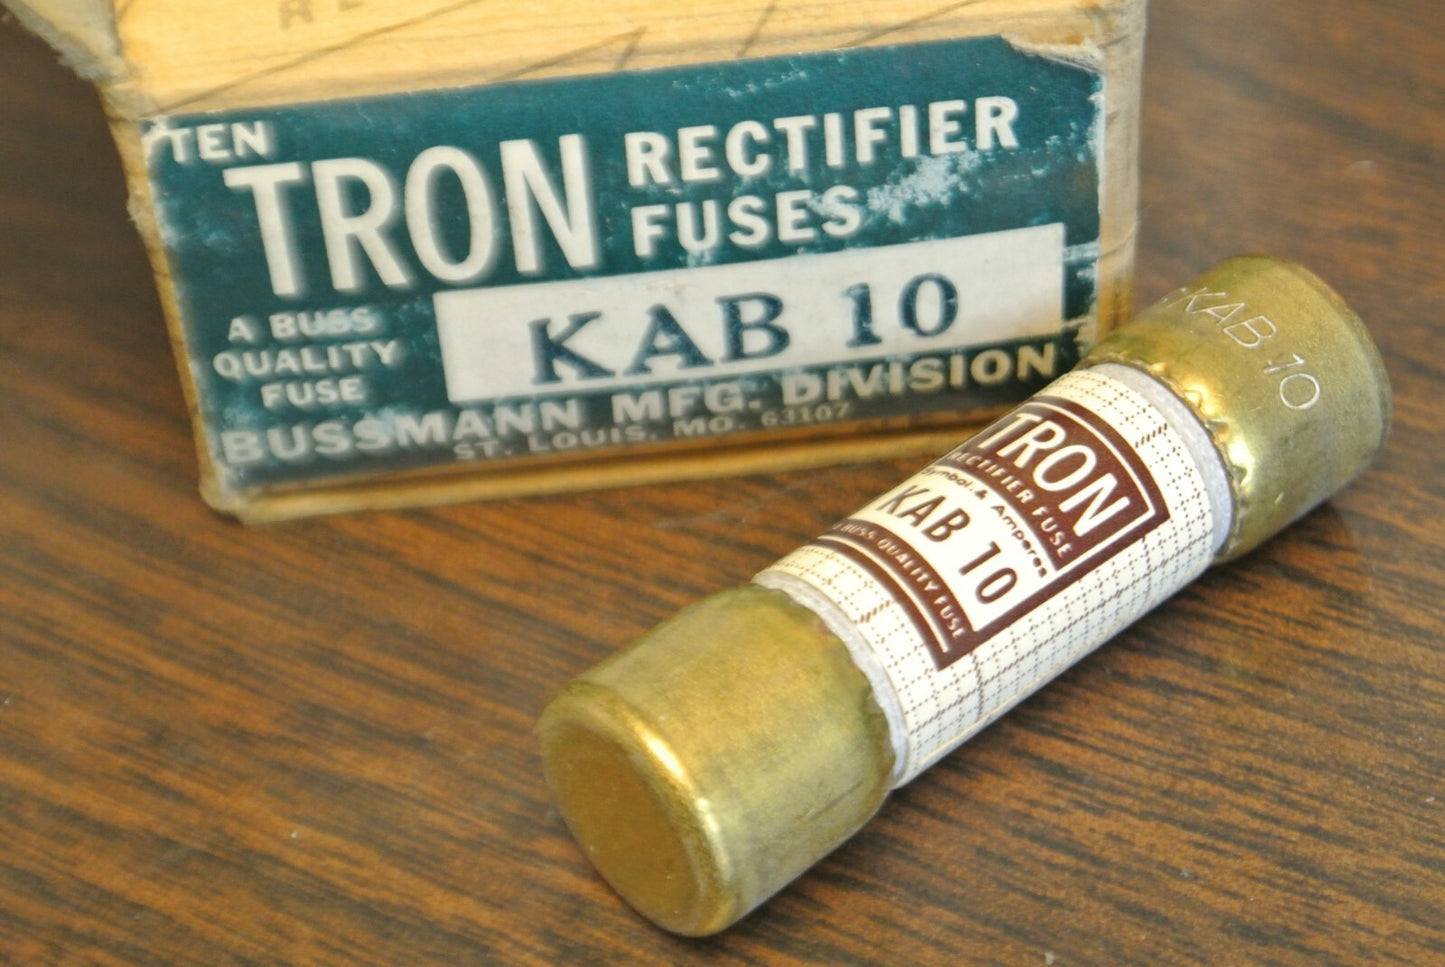 TEN
TRON RECTIFIER
FUSES
A BUSS
QUALITY
FUSE
KAB 10
BUSSMANN MFG. DIVISION
ST. LOUIS, MO. 63107
KAB 10
TRON
RECTIFIER FUSE
Symbol & Amperes
KAB 10
BUSS QUALITY FUSE